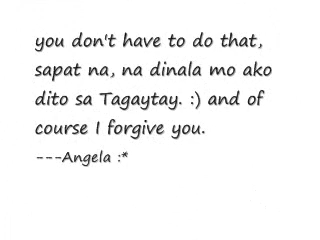 you don't have to do that,
sapat na, na dinala mo ako
dito sa Tagaytay. :) and of
course I forgive you.
---Angela :*